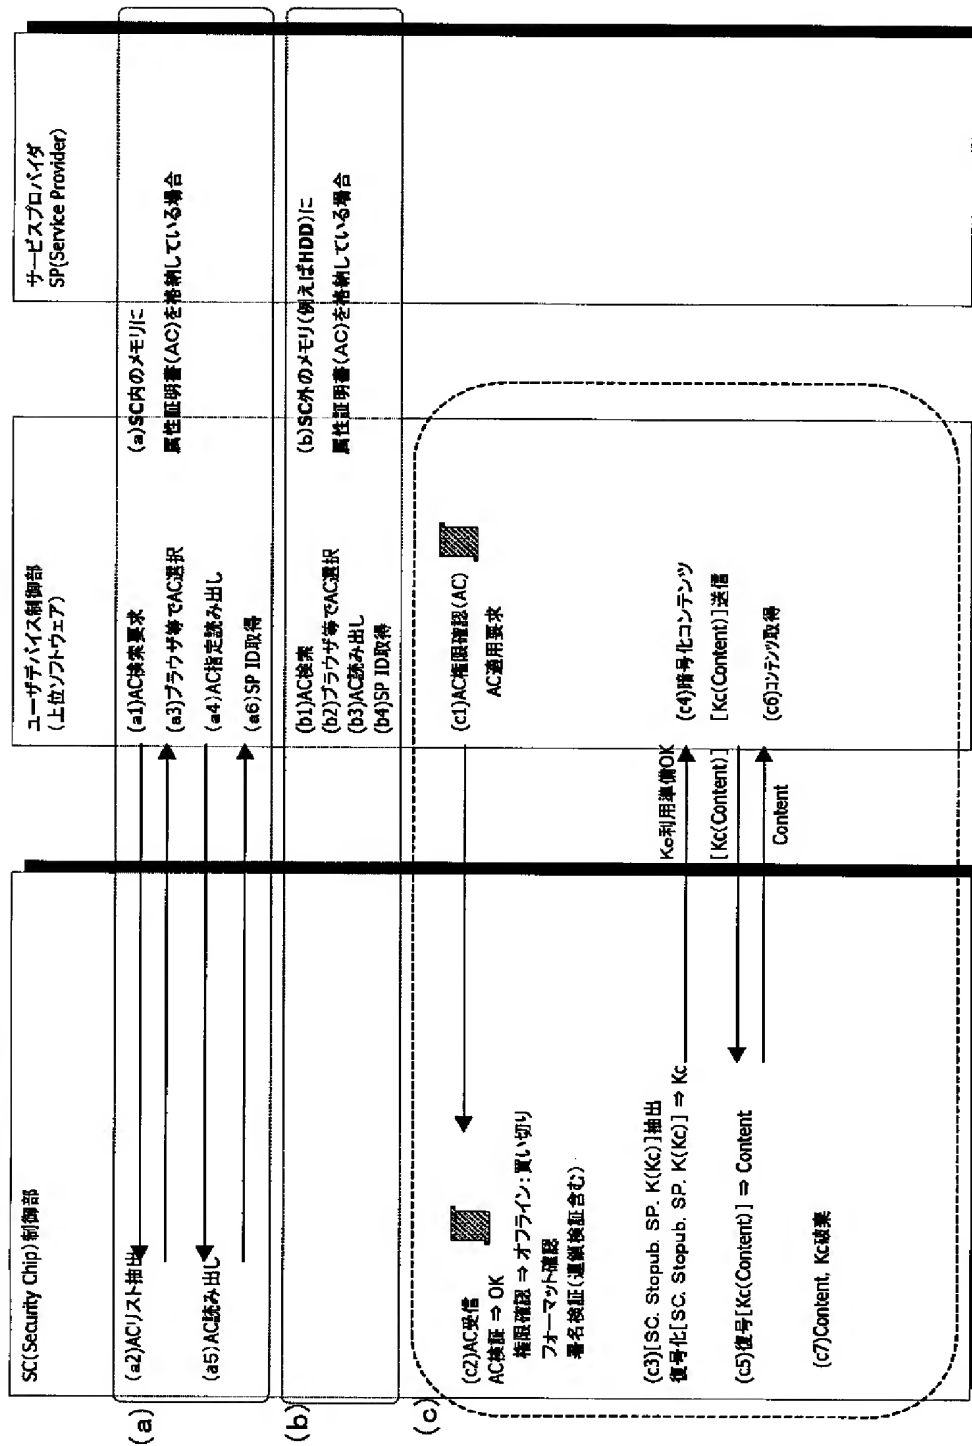 SC(Security Chip)制御部
ユーザデバイス制御部
(上位ソフトウェア)
サービスプロバイダ
SP(Service Provider)
(a)
(a1)AC検索要求
(a2)ACリスト抽出
(a3)ブラウザ等でAC選択
(a4)AC指定読み出し
(a5)AC読み出し
(a6)SP ID取得
(a)SC内のメモリに
属性証明書(AC)を格納している場合
(b)
(b1)AC検索
(b2)ブラウザ等でAC選択
(b3)AC読み出し
(b4)SP ID取得
(b)SC外のメモリ(例えばHDD)に
属性証明書(AC)を格納している場合
(c)
(c1)AC権限確認(AC)
AC適用要求
(c2)AC受信
AC検証 ⇒ OK
権限確認 ⇒ オフライン:買い切り
フォーマット確認
署名検証(連鎖検証含む)
(c3)[SC. Stopub. SP. K(Kc)]抽出
復号化[SC. Stopub. SP. K(Kc)] ⇒ Kc
Kc利用準備OK
(c4)暗号化コンテンツ
[Kc(Content)]送信
[Kc(Content)]
(c5)復号[Kc(Content)] ⇒ Content
Content
(c6)コンテンツ取得
(c7)Content, Kc破棄